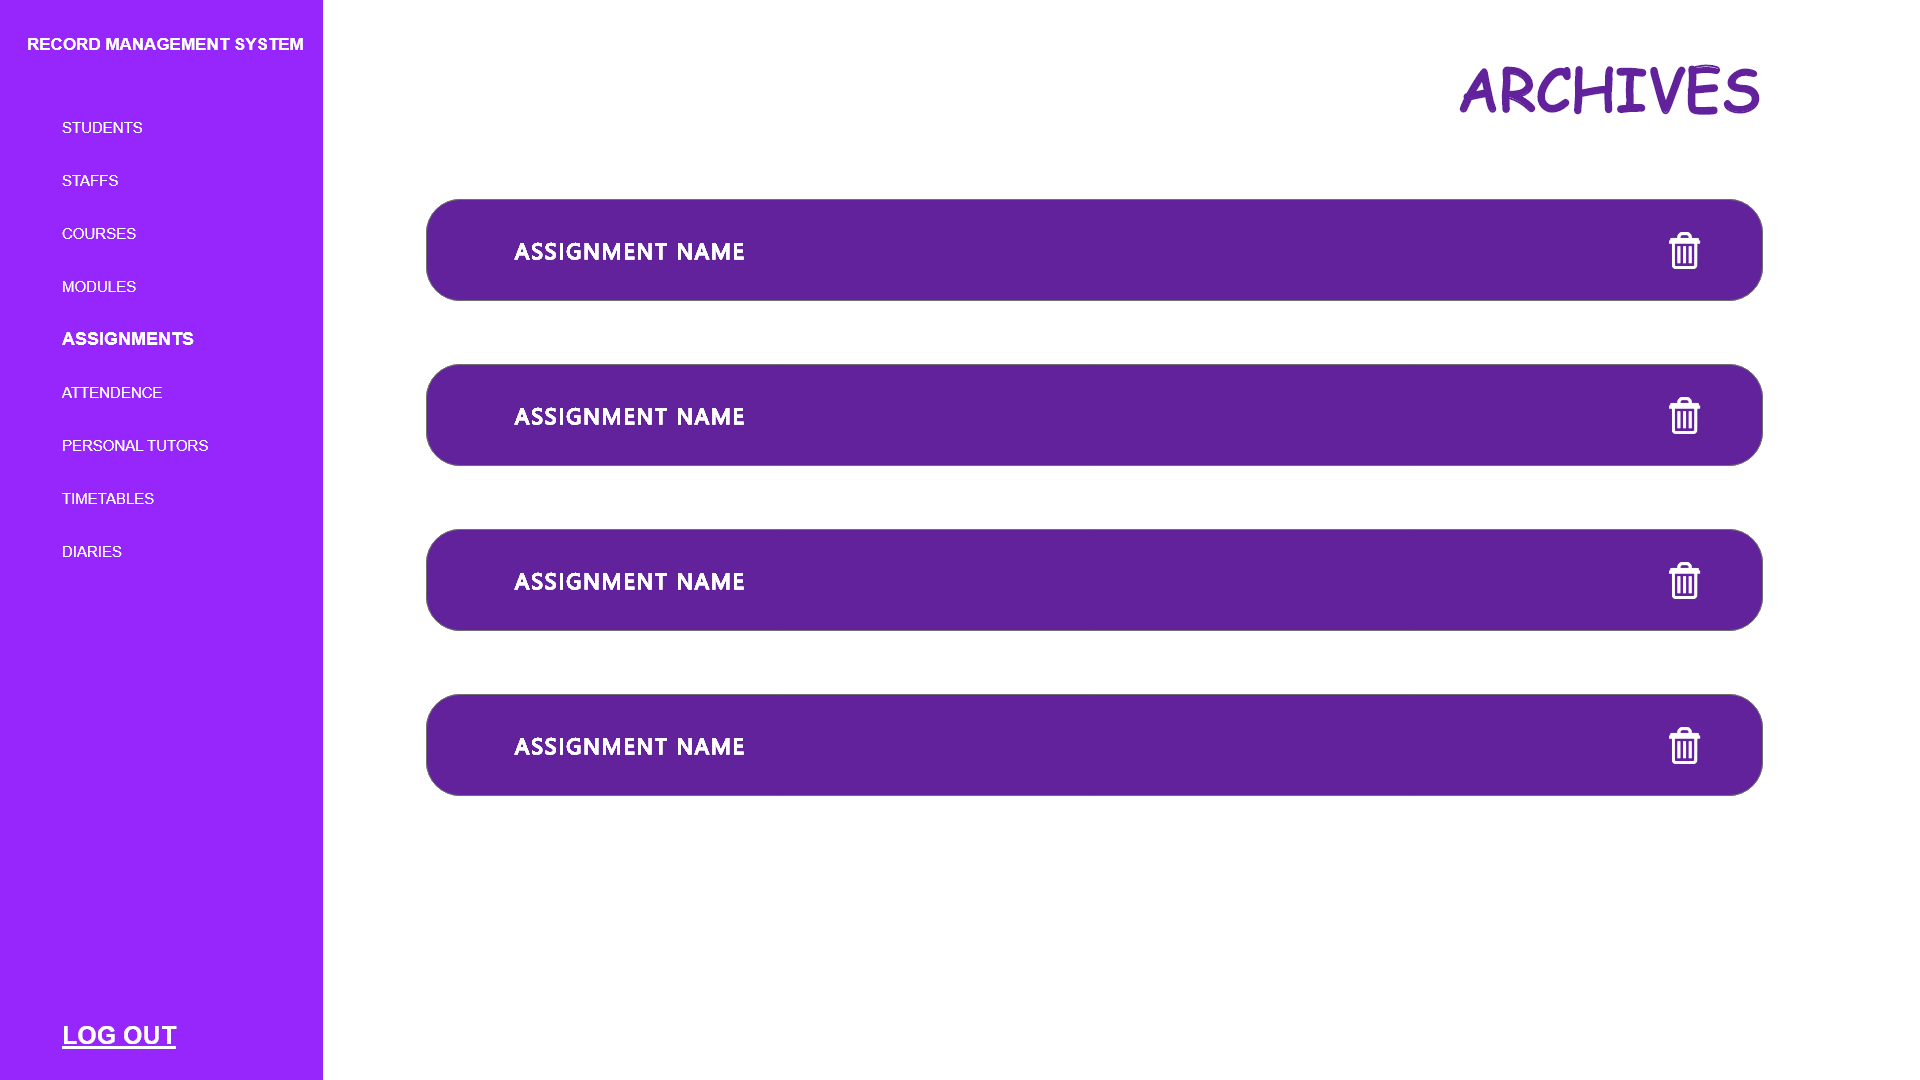 RECORD MANAGEMENT SYSTEM
STUDENTS
STAFFS
COURSES
MODULES
ASSIGNMENTS
ATTENDENCE
PERSONAL TUTORS
TIMETABLES
DIARIES
LOG OUT
ARCHIVES
ASSIGNMENT NAME
ASSIGNMENT NAME
ASSIGNMENT NAME
ASSIGNMENT NAME